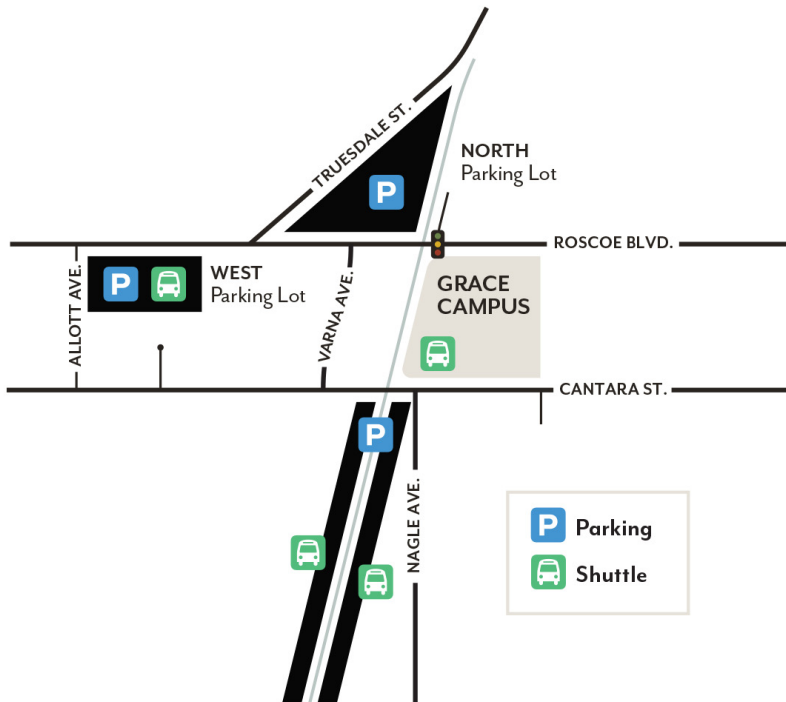 TRUESDALE ST.
P
NORTH
Parking Lot
ROSCOE BLVD.
ALLOTT AVE.
P
WEST
Parking Lot
VARNA AVE.
GRACE
CAMPUS
CANTARA ST.
P
NAGLE AVE.
P Parking
Shuttle